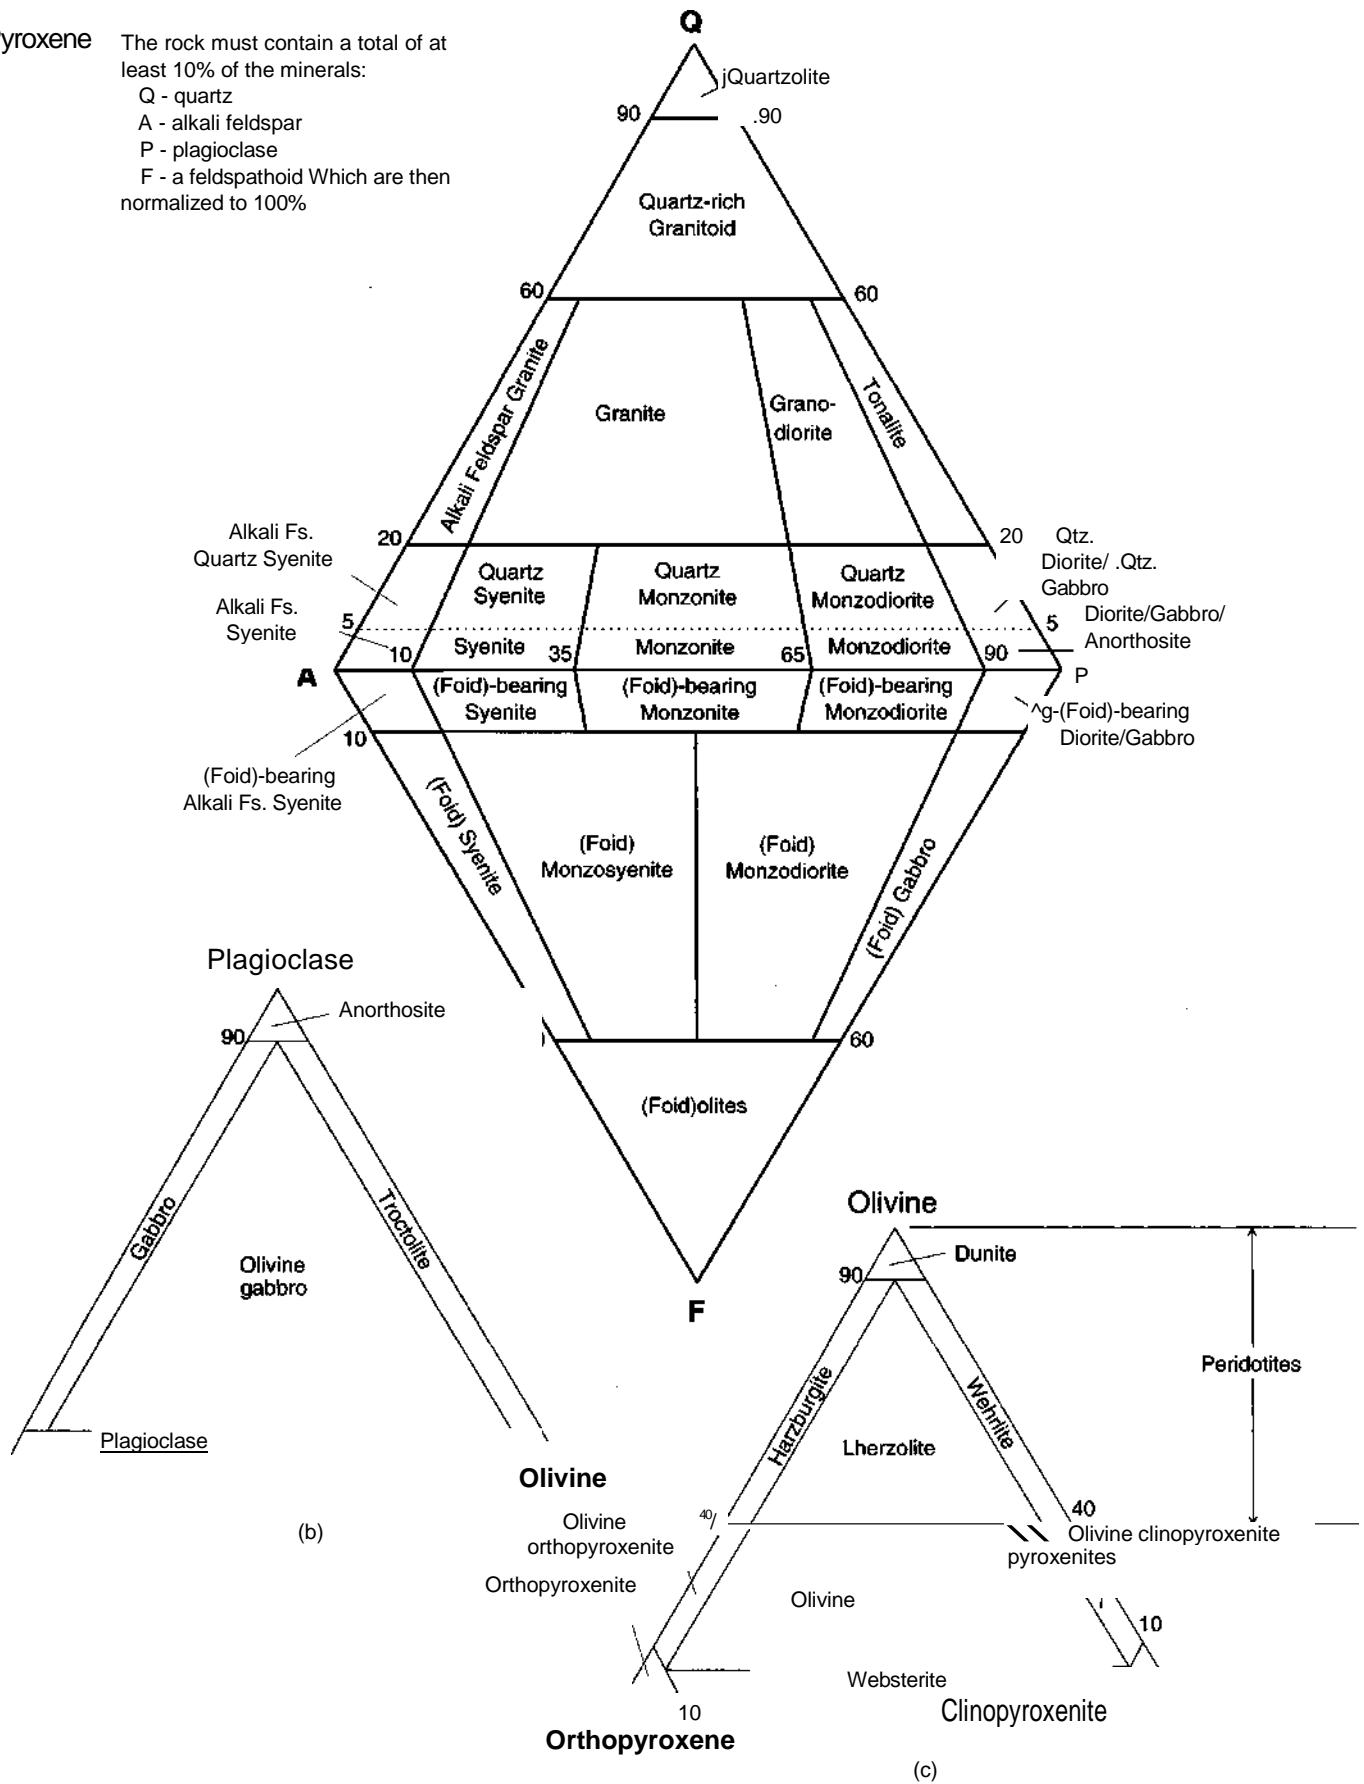 yroxene
The rock must contain a total of at
least 10% of the minerals:
Q - quartz
A - alkali feldspar
P - plagioclase
F - a feldspathoid Which are then
normalized to 100%
Q
jQuartzolite
90
.90
Quartz-rich
Granitoid
60
60
Alkali Feldspar Granite
Granite
Grano-
diorite
Tonalite
Alkali Fs.
Quartz Syenite
20
20
Qtz.
Diorite/ .Qtz.
Gabbro
Quartz
Syenite
Quartz
Monzonite
Quartz
Monzodiorite
Alkali Fs.
Syenite
5
5
Diorite/Gabbro/
Anorthosite
10
Syenite
35
Monzonite
65
Monzodiorite
90
A
P
(Foid)-bearing
Syenite
(Foid)-bearing
Monzonite
(Foid)-bearing
Monzodiorite
^g-(Foid)-bearing
Diorite/Gabbro
10
(Foid)-bearing
Alkali Fs. Syenite
(Foid) Syenite
(Foid)
Monzosyenite
(Foid)
Monzodiorite
(Foid) Gabbro
60
(Foid)olites
F
Plagioclase
Anorthosite
90
Gabbro
Olivine
gabbro
Troctolite
Plagioclase
Olivine
(b)
Olivine
Dunite
90
Peridotites
Harzburgite
Lherzolite
Wehrlite
40/
40
Olivine
orthopyroxenite
Olivine clinopyroxenite
pyroxenites
Orthopyroxenite
Olivine
10
Websterite
10
Clinopyroxenite
Orthopyroxene
(c)